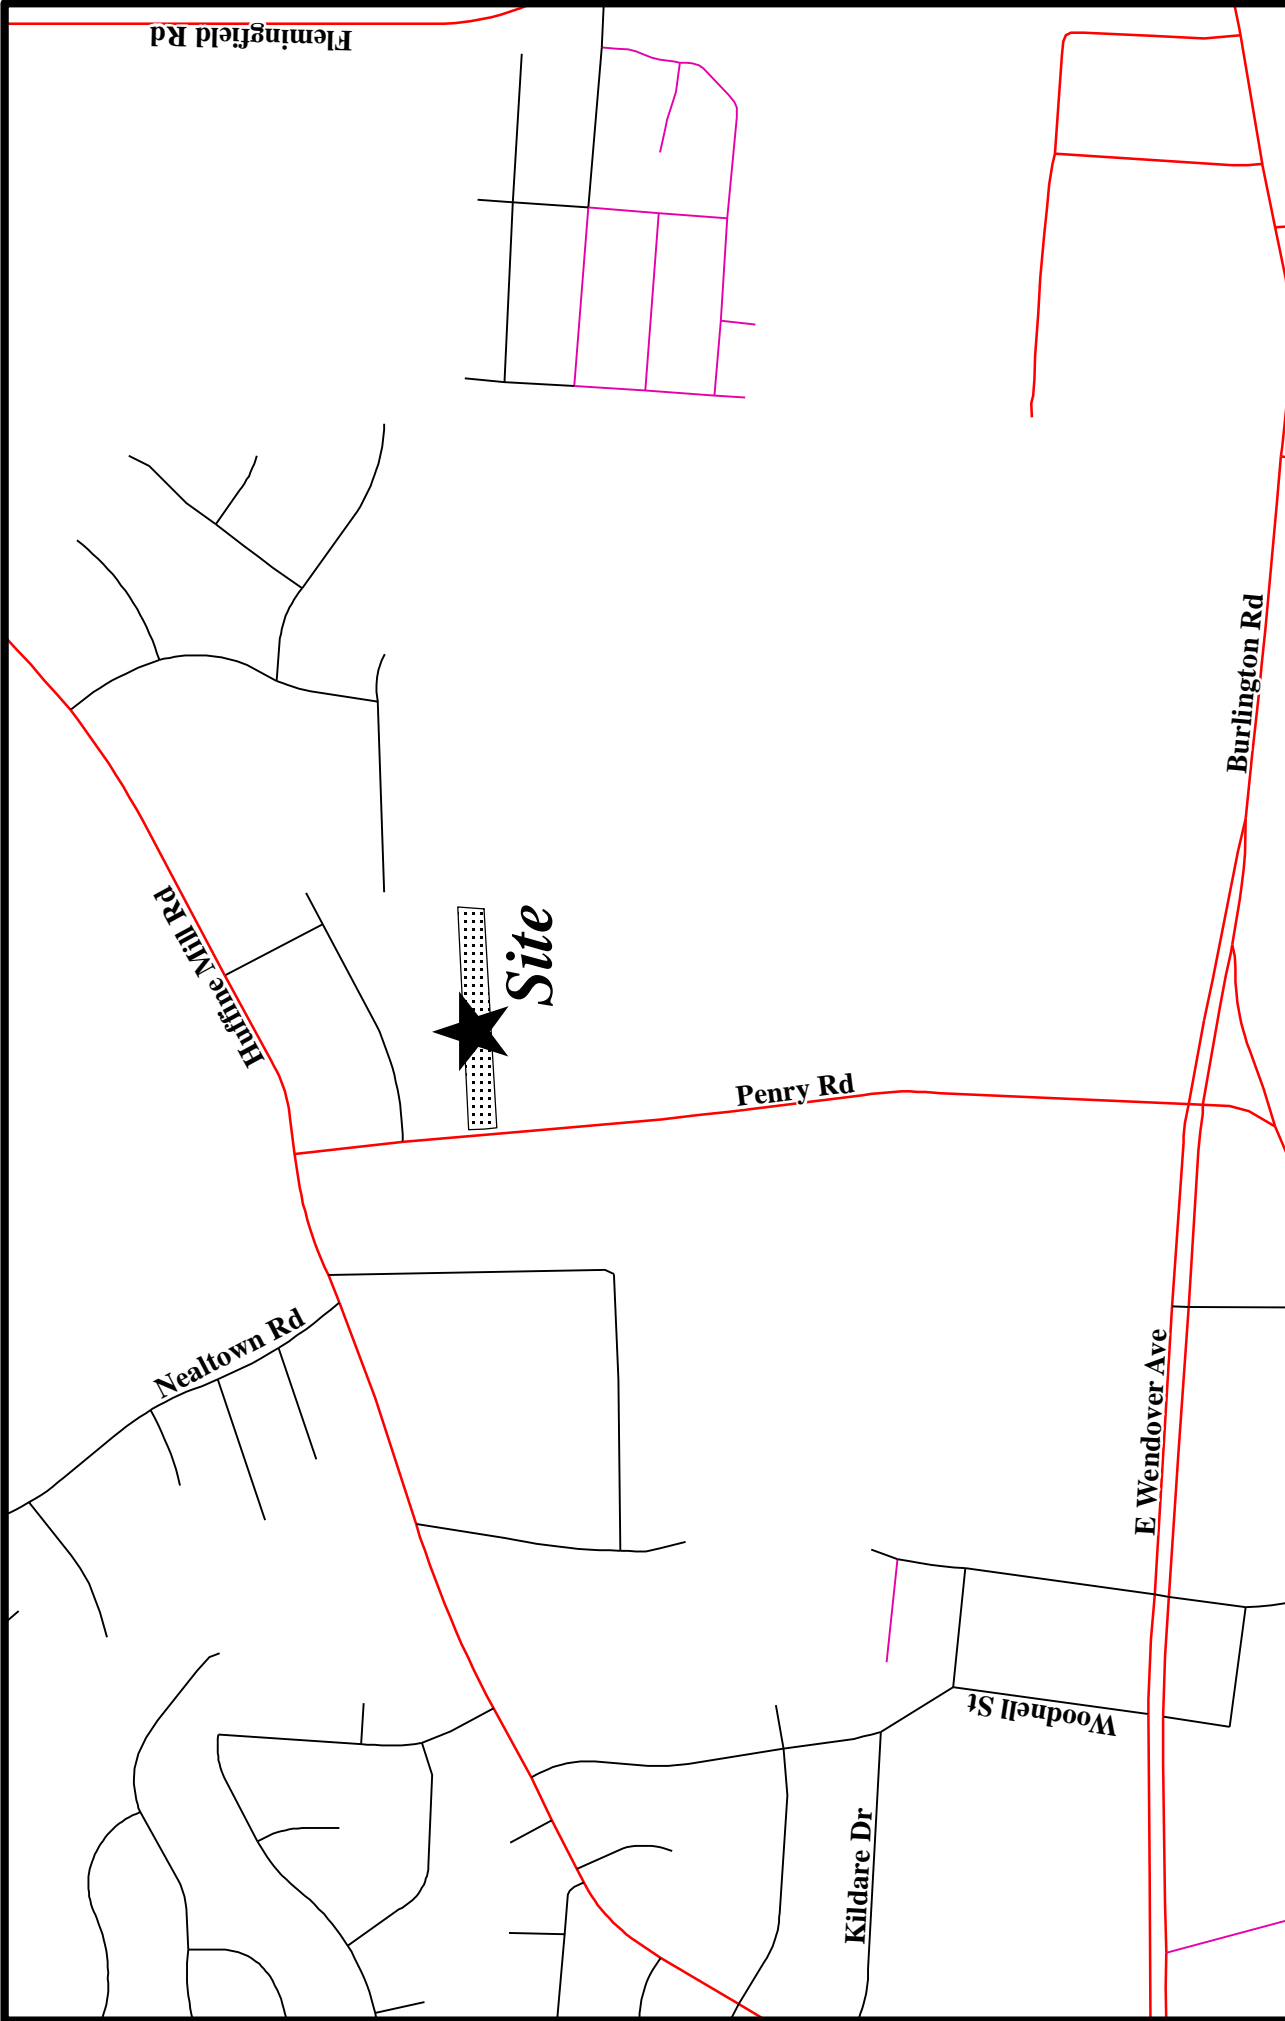 Flemingfield Rd
Burlington Rd
Huffine Mill Rd
Site
Penry Rd
Nealtown Rd
E Wendover Ave
Woodnell St
Kildare Dr